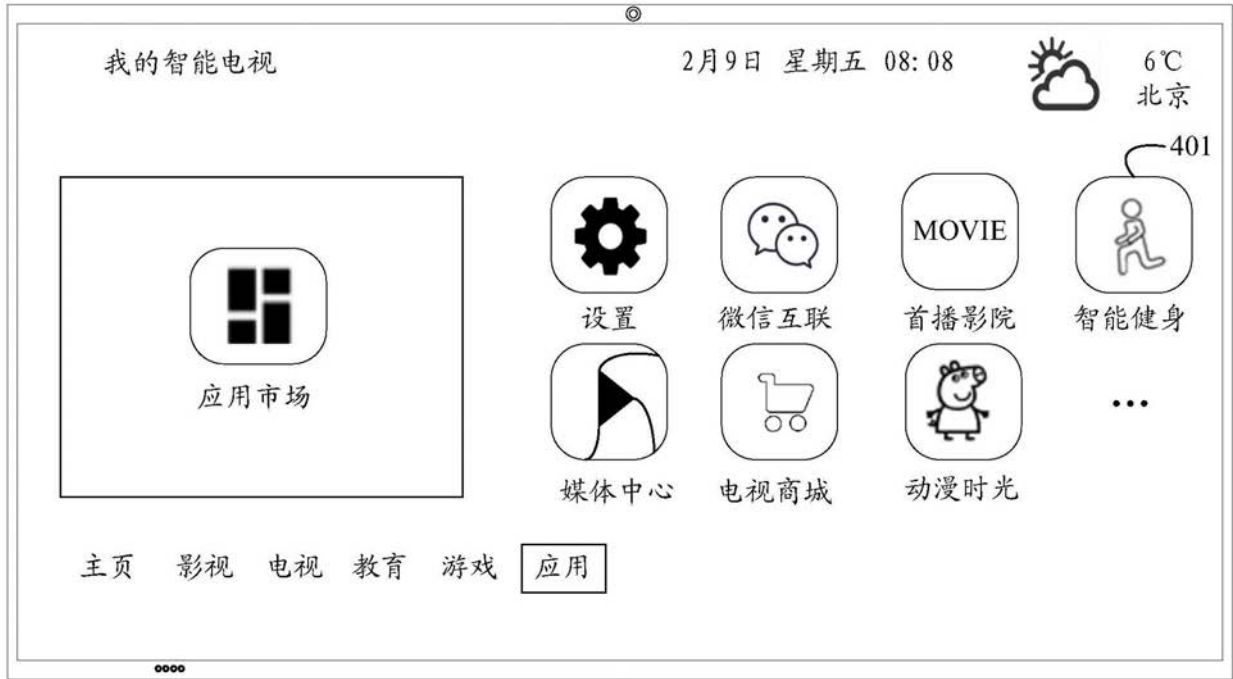 我的智能电视
2月9日 星期五 08:08
6℃
北京
401
MOVIE
设置 微信互联 首播影院 智能健身
应用市场
媒体中心 电视商城 动漫时光 ...
主页 影视 电视 教育 游戏 应用